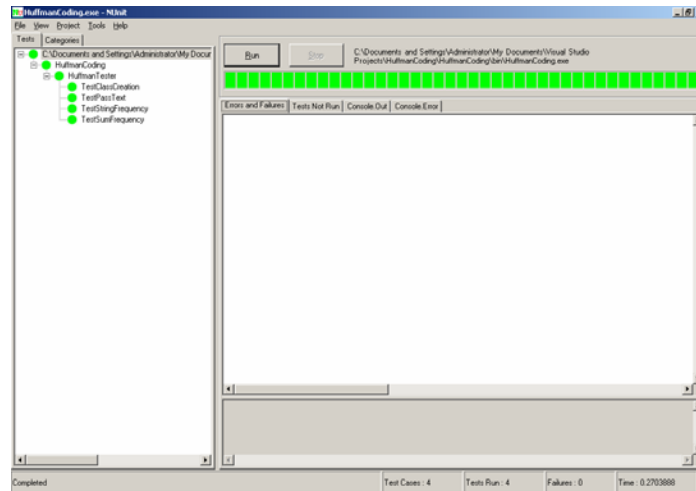 HuffmanCoding.exe - NUnit
File View Project Tools Help
Tests Categories
C:\Documents and Settings\Administrator\My Docur
HuffmanCoding
HuffmanTester
TestClassCreation
TestPassText
TestStringFrequency
TestSumFrequency
Run Stop
C:\Documents and Settings\Administrator\My Documents\Visual Studio
Projects\HuffmanCoding\HuffmanCoding\bin\HuffmanCoding.exe
Errors and Failures Tests Not Run Console.Out Console.Error
Completed Test Cases : 4 Tests Run : 4 Failures : 0 Time : 0.2703888